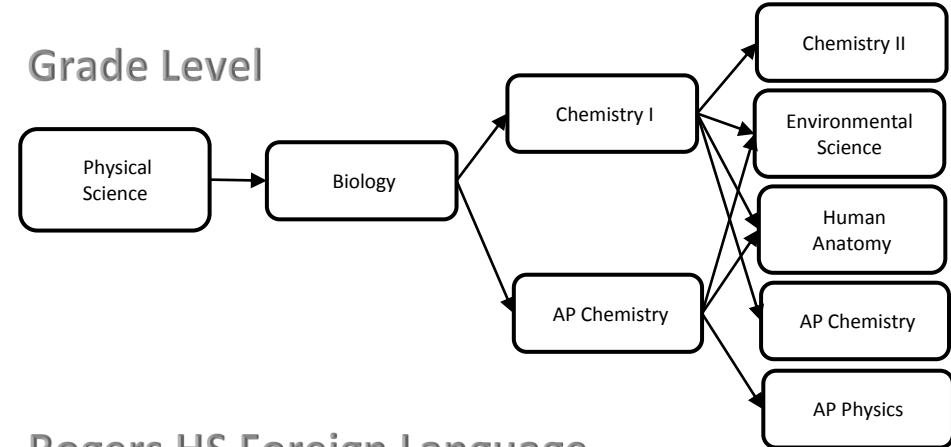 Grade Level
Physical
Science
Biology
Chemistry I
AP Chemistry
Chemistry II
Environmental
Science
Human
Anatomy
AP Chemistry
AP Physics
Rogers HS Foreign Language